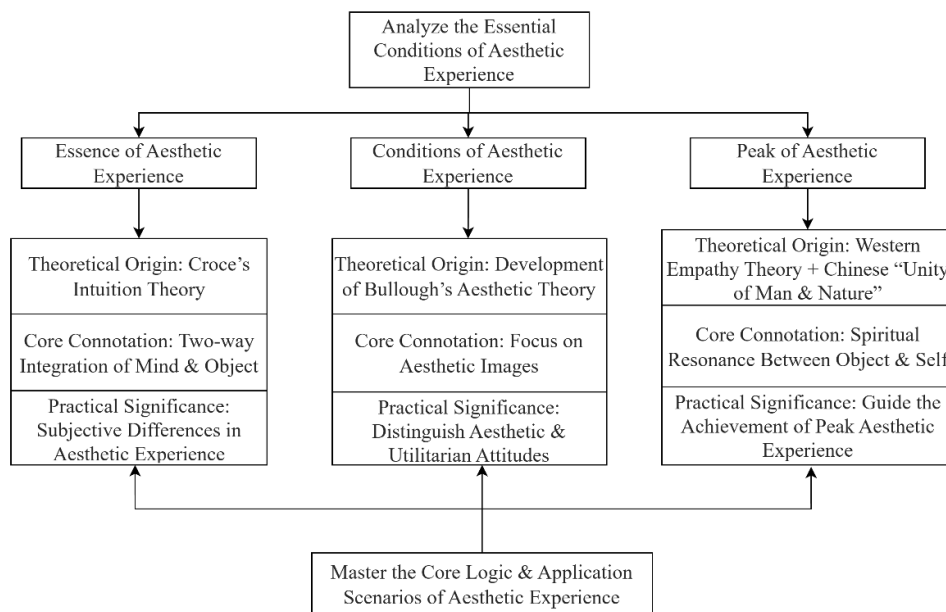 Analyze the Essential
Conditions of Aesthetic
Experience
Essence of Aesthetic
Experience
Conditions of Aesthetic
Experience
Peak of Aesthetic
Experience
Theoretical Origin: Croce's
Intuition Theory
Core Connotation: Two-way
Integration of Mind & Object
Practical Significance:
Subjective Differences in
Aesthetic Experience
Theoretical Origin: Development
of Bullough's Aesthetic Theory
Core Connotation: Focus on
Aesthetic Images
Practical Significance:
Distinguish Aesthetic &
Utilitarian Attitudes
Theoretical Origin: Western
Empathy Theory + Chinese “Unity
of Man & Nature”
Core Connotation: Spiritual
Resonance Between Object & Self
Practical Significance: Guide the
Achievement of Peak Aesthetic
Experience
Master the Core Logic & Application
Scenarios of Aesthetic Experience